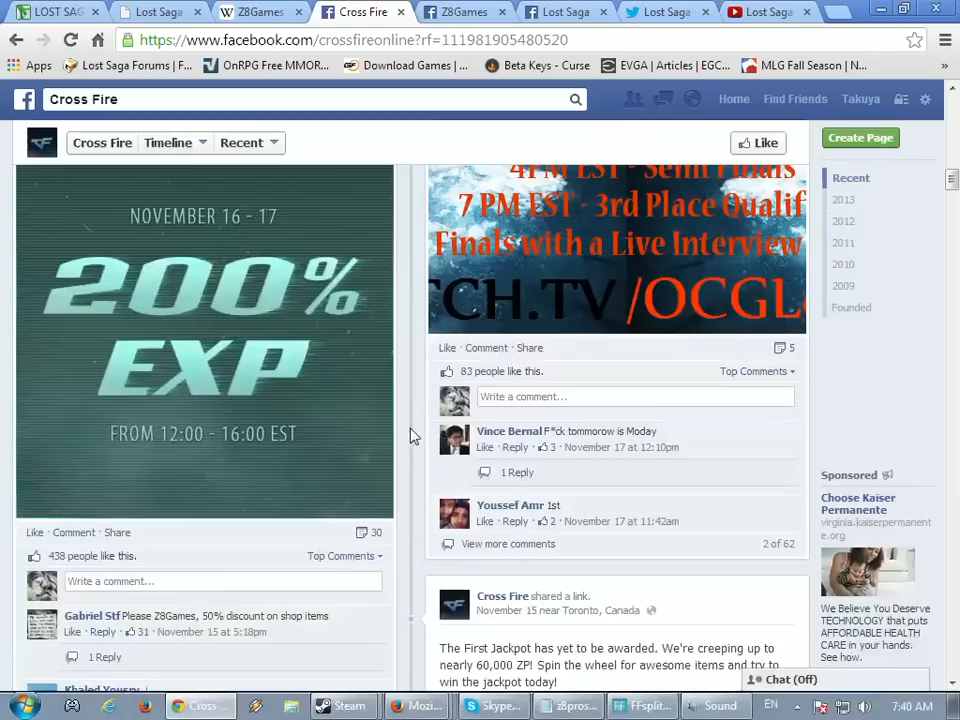 LOST SAG
Lost Saga
Z8Games
Cross Fire
Z8Games
Lost Saga
Lost Saga
Lost Saga
https://www.facebook.com/crossfireonline?rf=111981905480520
Apps
Lost Saga Forums | F...
OnRPG Free MMOR...
Download Games | ...
Beta Keys - Curse
EVGA | Articles | EGC...
MLG Fall Season | N...
»
Cross Fire
Home
Find Friends
Takuya
Cross Fire
Timeline
Recent
Like
Create Page
Recent
2013
2012
2011
2010
2009
Founded
NOVEMBER 16 - 17
200%
EXP
FROM 12:00 - 16:00 EST
Like · Comment · Share
30
438 people like this.
Top Comments
Write a comment...
Gabriel Stf Please Z8Games, 50% discount on shop items
Like · Reply · 31 · November 15 at 5:18pm
1 Reply
Khaled Yousry
4PM EST - Semi Finals
7 PM EST - 3rd Place Qualif
Finals with a Live Interview
TCH.TV/OCGL
Like · Comment · Share
5
83 people like this.
Top Comments
Write a comment...
Vince Bernal F*ck tommorow is Moday
Like · Reply · 3 · November 17 at 12:10pm
1 Reply
Youssef Amr 1st
Like · Reply · 2 · November 17 at 11:42am
View more comments
2 of 62
Cross Fire shared a link.
November 15 near Toronto, Canada
The First Jackpot has yet to be awarded. We're creeping up to
nearly 60,000 ZP! Spin the wheel for awesome items and try to
win the jackpot today!
Sponsored
Choose Kaiser
Permanente
virginia.kaiserpermanent
e.org
We Believe You Deserve
TECHNOLOGY that puts
AFFORDABLE HEALTH
CARE in your hands.
See how.
Chat (Off)
Cross ...
Steam
Mozi...
Skype...
z8pros...
FFsplit...
Sound
EN
7:40 AM